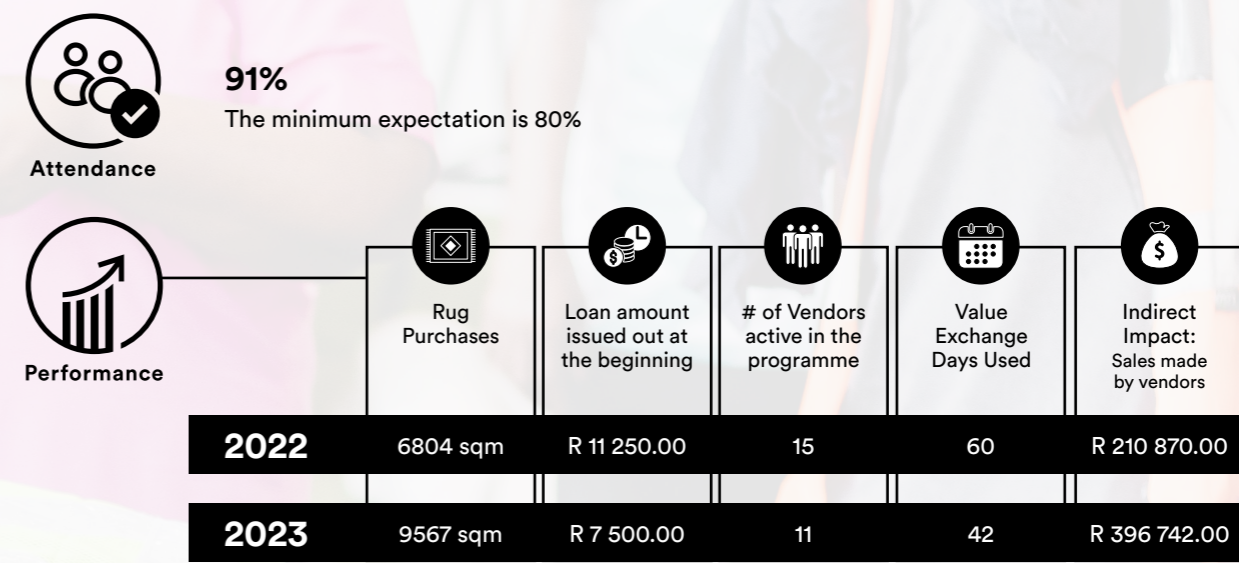 91%
The minimum expectation is 80%
Attendance
Performance
Rug
Purchases
Loan amount
issued out at
the beginning
# of Vendors
active in the
programme
Value
Exchange
Days Used
Indirect
Impact:
Sales made
by vendors
2022 6804 sqm R 11 250.00 15 60 R 210 870.00
2023 9567 sqm R 7 500.00 11 42 R 396 742.00